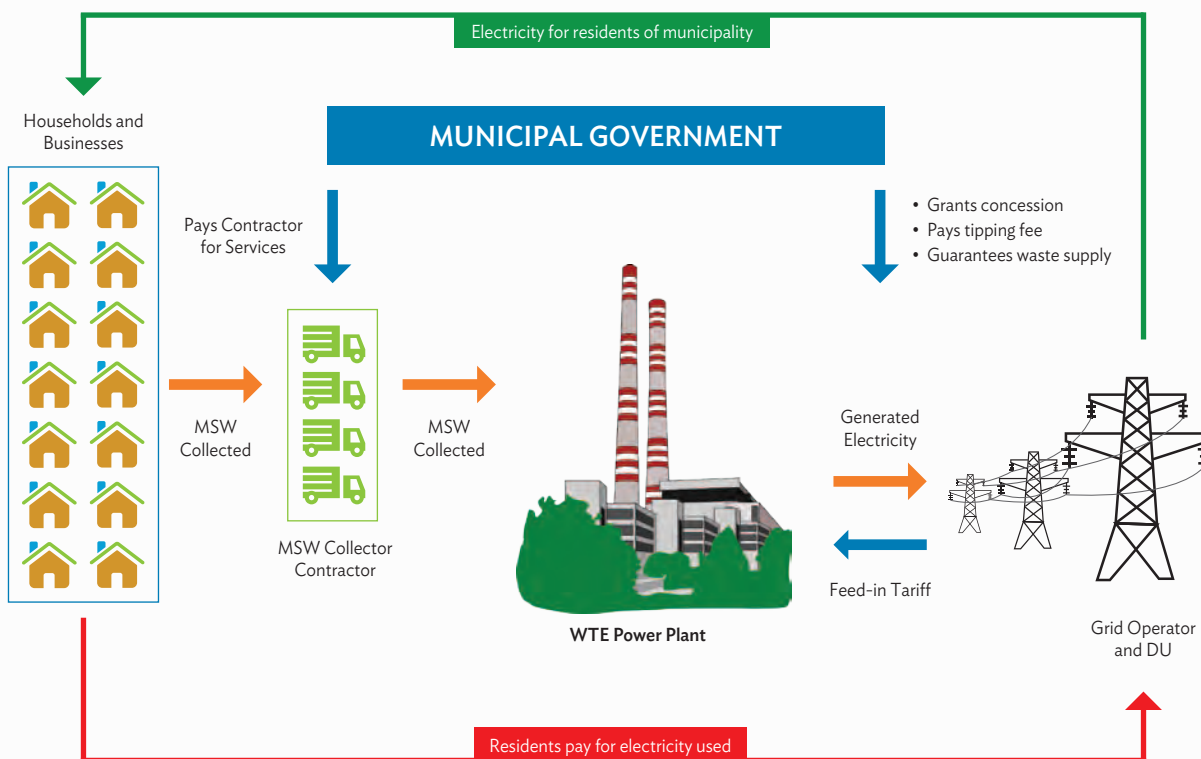 Electricity for residents of municipality
Households and
Businesses
MUNICIPAL GOVERNMENT
Pays Contractor
for Services
• Grants concession
• Pays tipping fee
• Guarantees waste supply
MSW
Collected
MSW
Collected
Generated
Electricity
MSW Collector
Contractor
Feed-in Tariff
WTE Power Plant
Grid Operator
and DU
Residents pay for electricity used